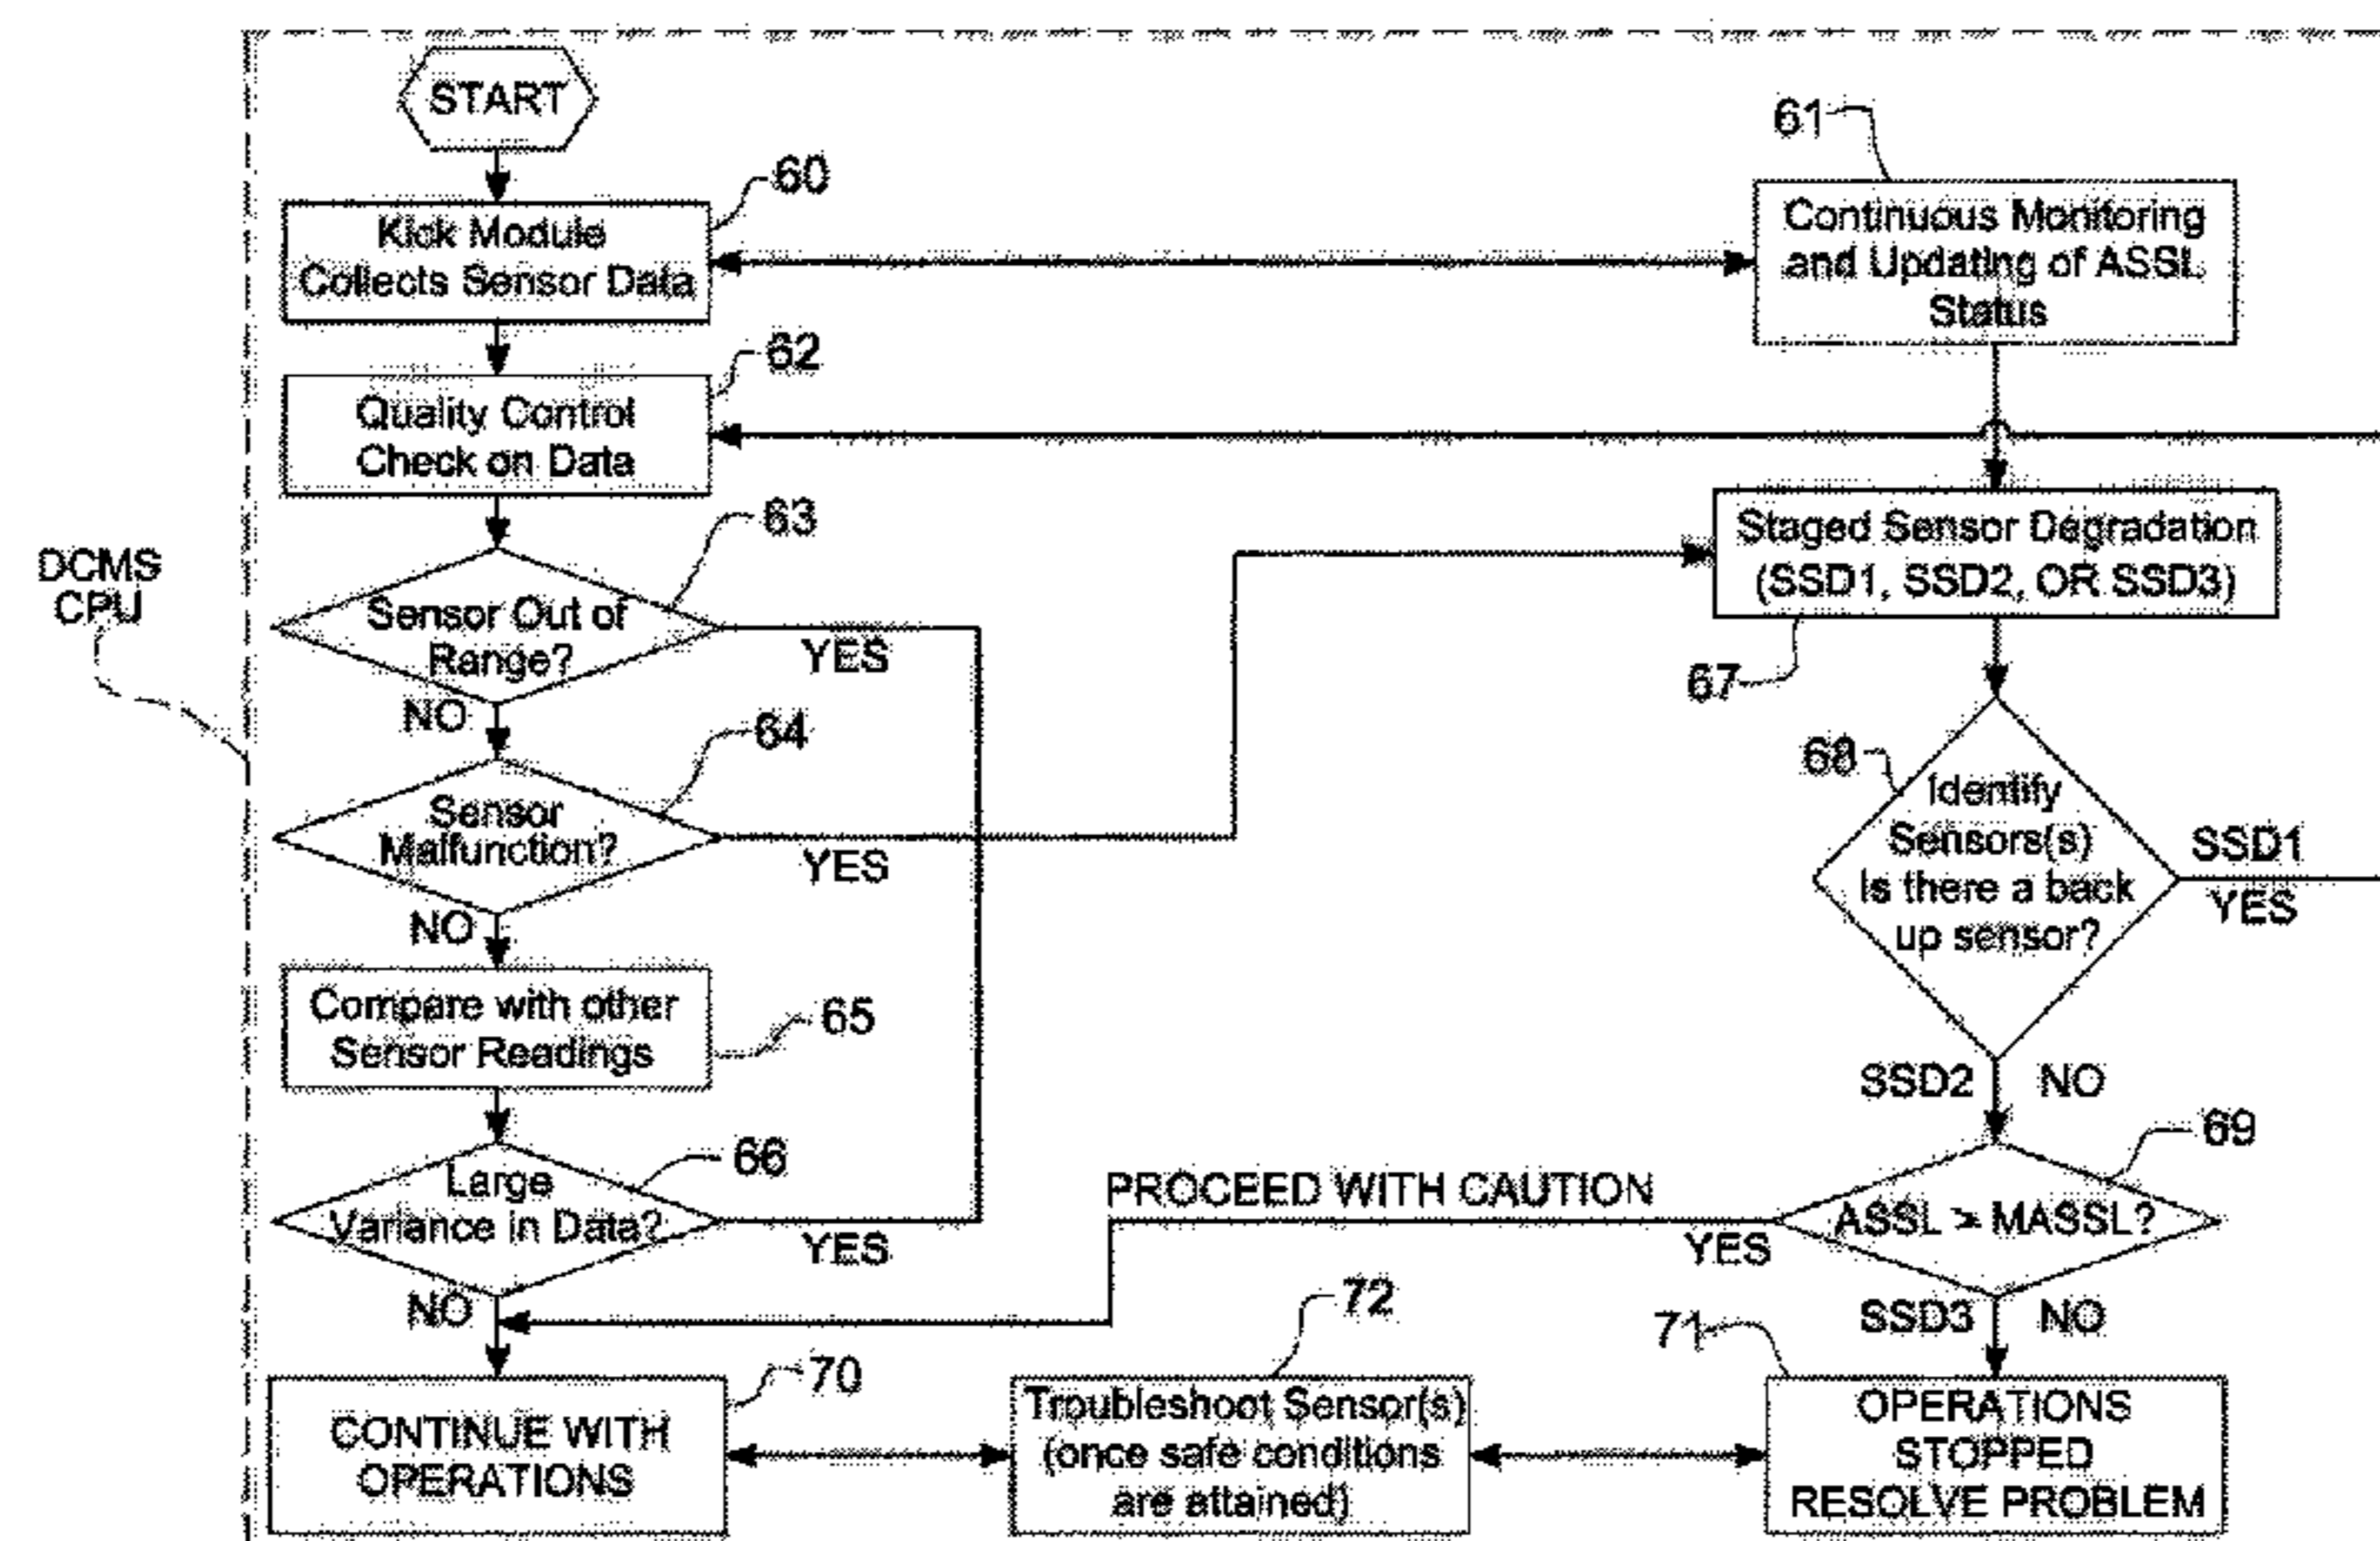 START
60
Kick Module
Collects Sensor Data
61
Continuous Monitoring
and Updating of ASSL
Status
62
Quality Control
Check on Data
63
Sensor Out of
Range?
YES
NO
DCMS
CPU
Staged Sensor Degradation
(SSD1, SSD2, OR SSD3)
67
64
Sensor
Malfunction?
YES
NO
68
Identify
Sensors(s)
Is there a back
up sensor?
SSD1
YES
SSD2 NO
Compare with other
Sensor Readings
65
66
Large
Variance in Data?
YES
NO
PROCEED WITH CAUTION
69
ASSL > MASSL?
YES
SSD3 NO
70
CONTINUE WITH
OPERATIONS
72
Troubleshoot Sensor(s)
(once safe conditions
are attained)
71
OPERATIONS
STOPPED
RESOLVE PROBLEM